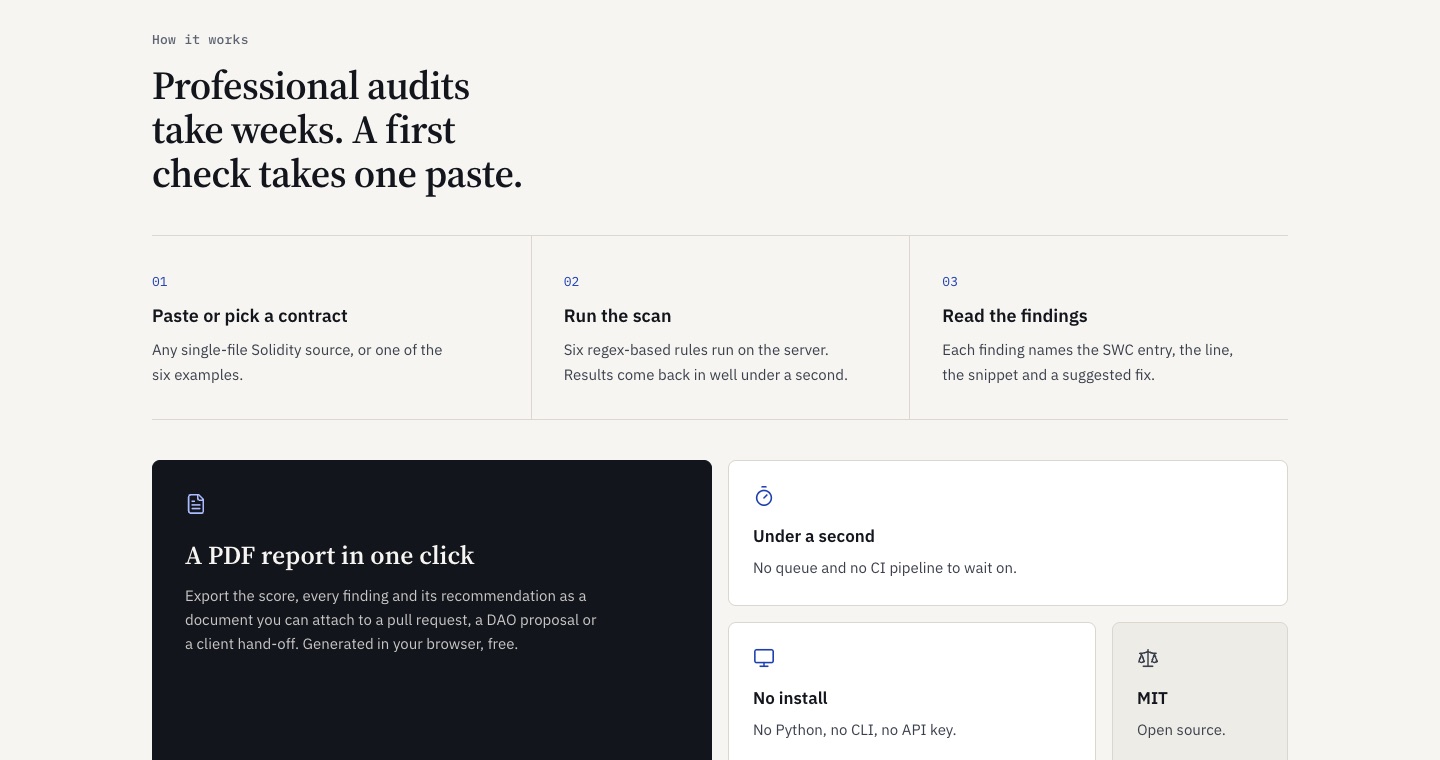 How it works
Professional audits
take weeks. A first
check takes one paste.
01
Paste or pick a contract
Any single-file Solidity source, or one of the
six examples.
02
Run the scan
Six regex-based rules run on the server.
Results come back in well under a second.
03
Read the findings
Each finding names the SWC entry, the line,
the snippet and a suggested fix.
A PDF report in one click
Export the score, every finding and its recommendation as a
document you can attach to a pull request, a DAO proposal or
a client hand-off. Generated in your browser, free.
Under a second
No queue and no CI pipeline to wait on.
No install
No Python, no CLI, no API key.
MIT
Open source.